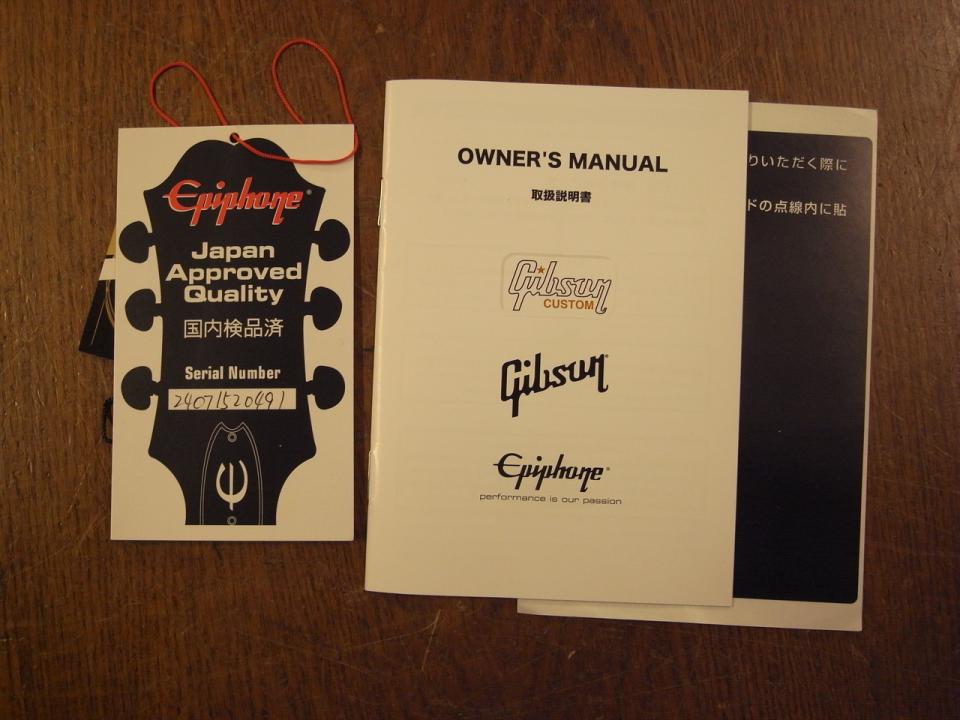 Epiphone®
Japan
Approved
Quality
国内検品済
Serial Number
24071520491
OWNER'S MANUAL
取扱説明書
Gibson
CUSTOM
Gibson®
Epiphone®
performance is our passion
りいただく際に
ドの点線内に貼